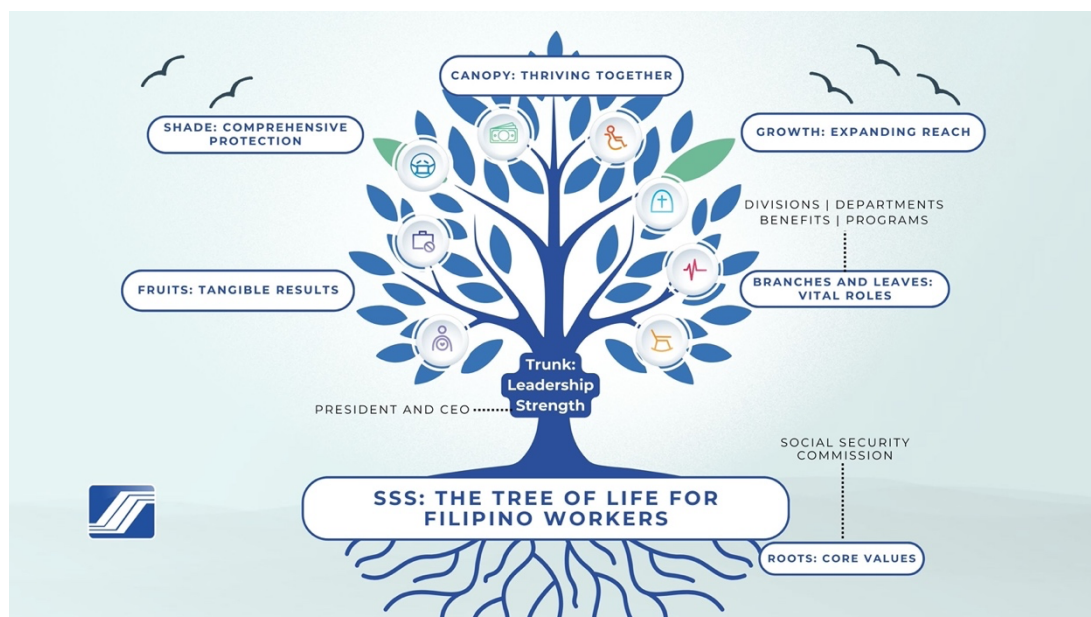 CANOPY: THRIVING TOGETHER
SHADE: COMPREHENSIVE
PROTECTION
GROWTH: EXPANDING REACH
DIVISIONS | DEPARTMENTS
BENEFITS | PROGRAMS
FRUITS: TANGIBLE RESULTS
BRANCHES AND LEAVES:
VITAL ROLES
Trunk:
Leadership
Strength
PRESIDENT AND CEO
SOCIAL SECURITY
COMMISSION
SSS: THE TREE OF LIFE FOR
FILIPINO WORKERS
ROOTS: CORE VALUES